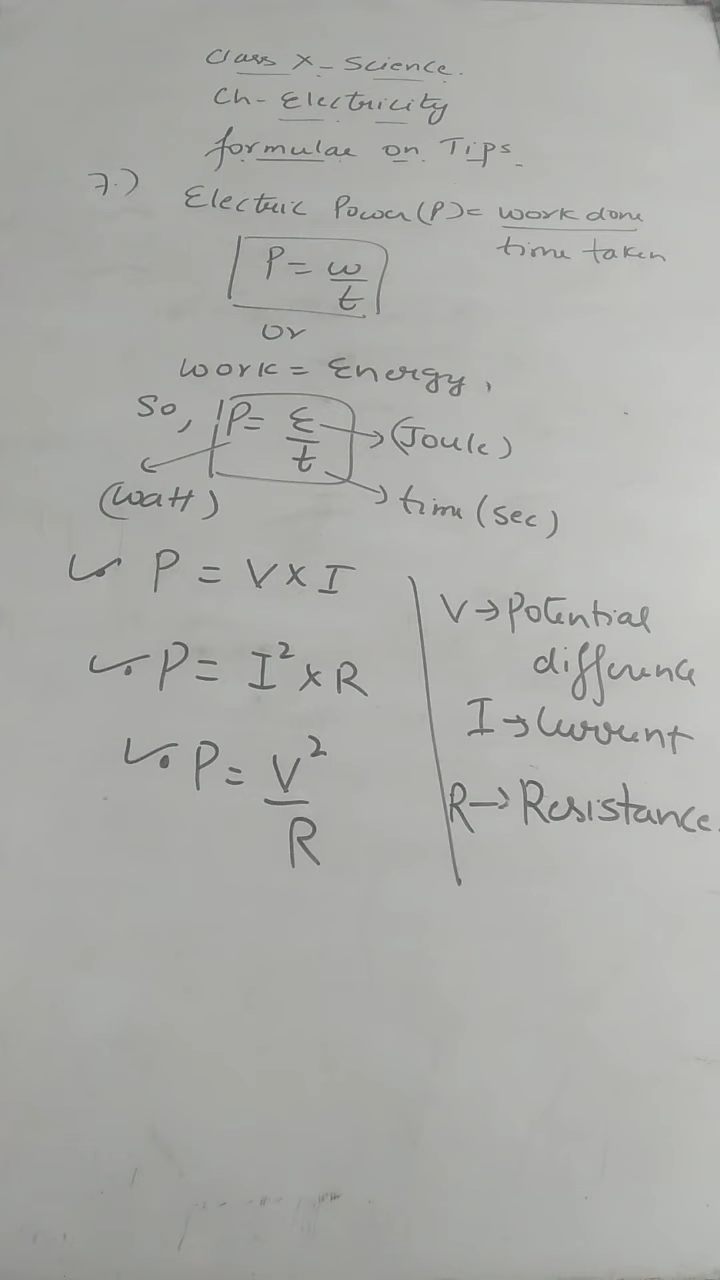 Class X - Science.
Ch- Electricity
formulae on Tips.
7.) Electric Power (P) = work done / time taken
P = w/t
or
work = Energy,
So, P = E/t → (Joule)
(watt) → time (sec)
P = V x I
P = I² x R
P = V²/R
V → Potential
difference
I → Current
R → Resistance.